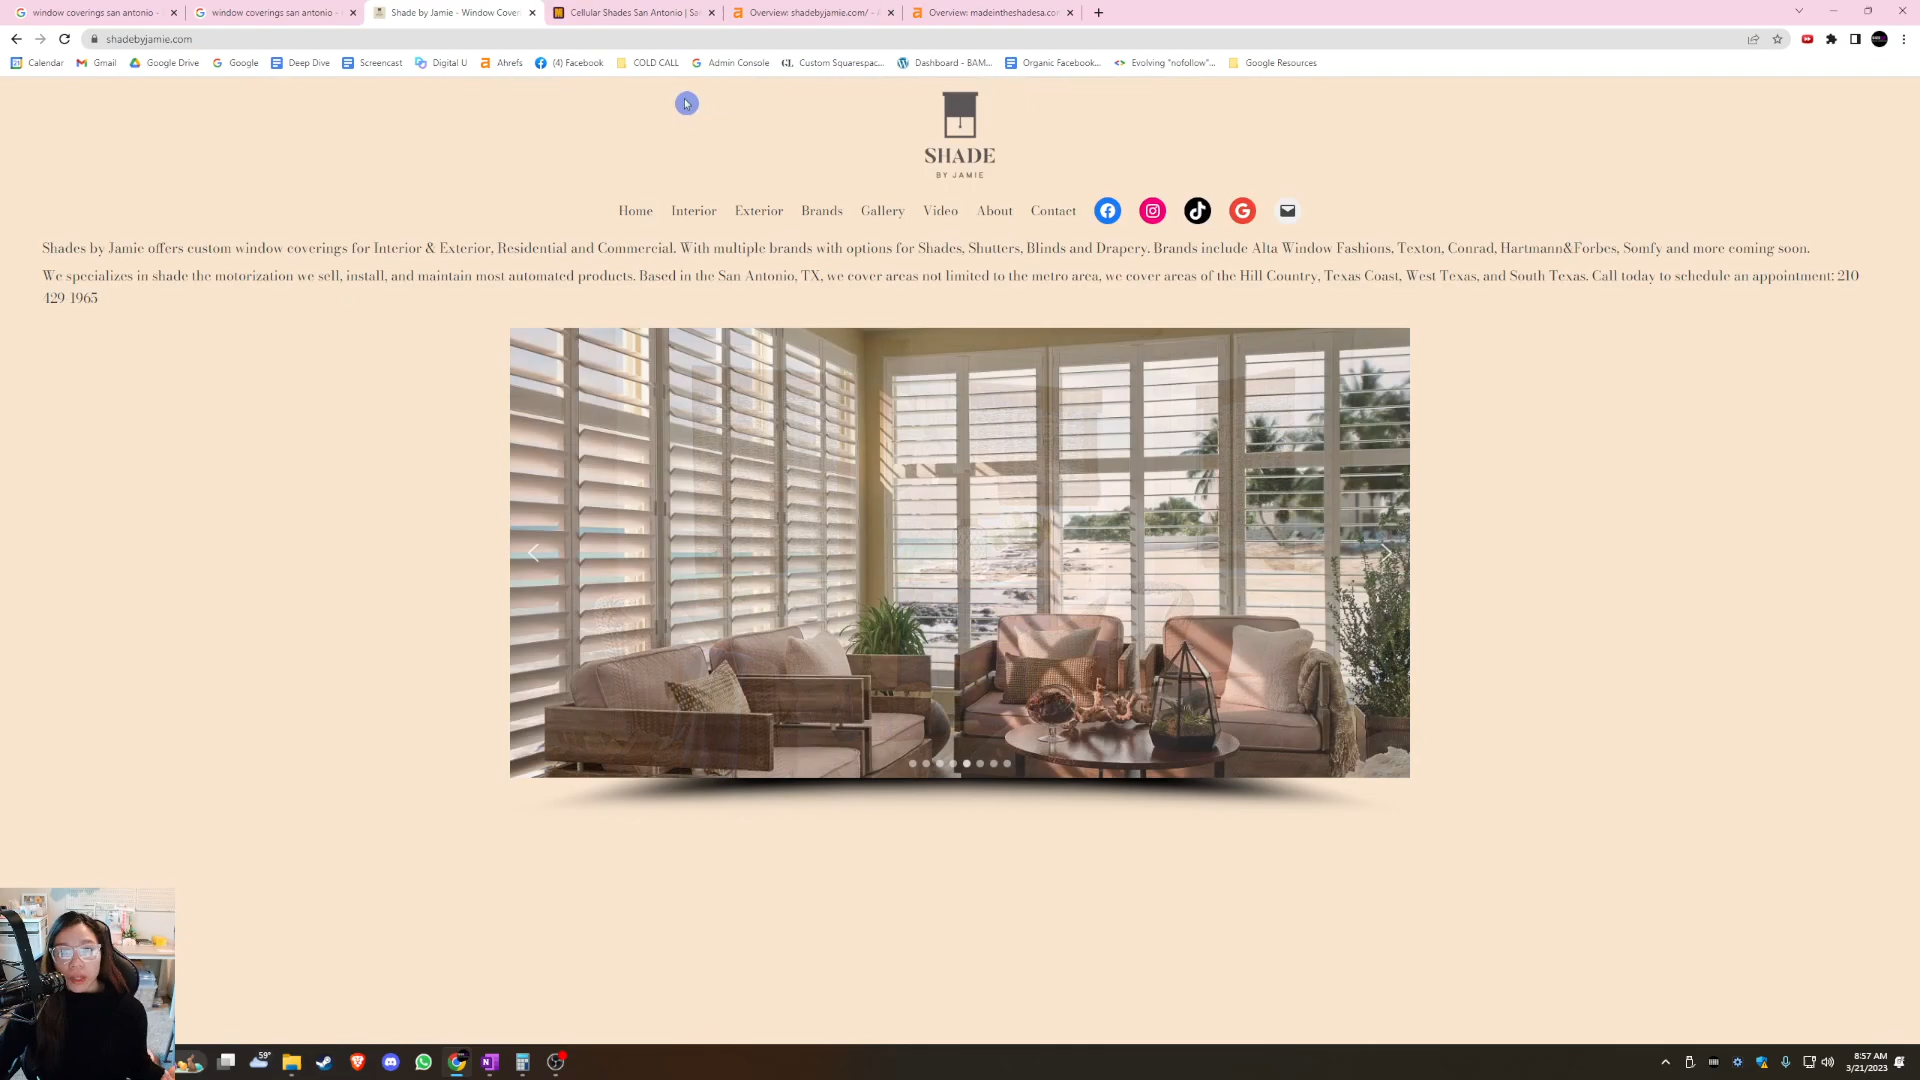 window coverings san antonio -
window coverings san antonio -
Shade by Jamie - Window Cover
Cellular Shades San Antonio | Sa
Overview: shadebyjamie.com/ - A
Overview: madeintheshadesa.co
shadebyjamie.com
Calendar
Gmail
Google Drive
Google
Deep Dive
Screencast
Digital U
Ahrefs
(4) Facebook
COLD CALL
Admin Console
Custom Squarespac...
Dashboard - BAM...
Organic Facebook...
Evolving "nofollow"...
Google Resources
SHADE
BY JAMIE
Home Interior Exterior Brands Gallery Video About Contact
Shades by Jamie offers custom window coverings for Interior & Exterior, Residential and Commercial. With multiple brands with options for Shades, Shutters, Blinds and Drapery. Brands include Alta Window Fashions, Texton, Conrad, Hartmann&Forbes, Somfy and more coming soon.
We specializes in shade the motorization we sell, install, and maintain most automated products. Based in the San Antonio, TX, we cover areas not limited to the metro area, we cover areas of the Hill Country, Texas Coast, West Texas, and South Texas. Call today to schedule an appointment: 210
429-1965
59°
8:57 AM
3/21/2023